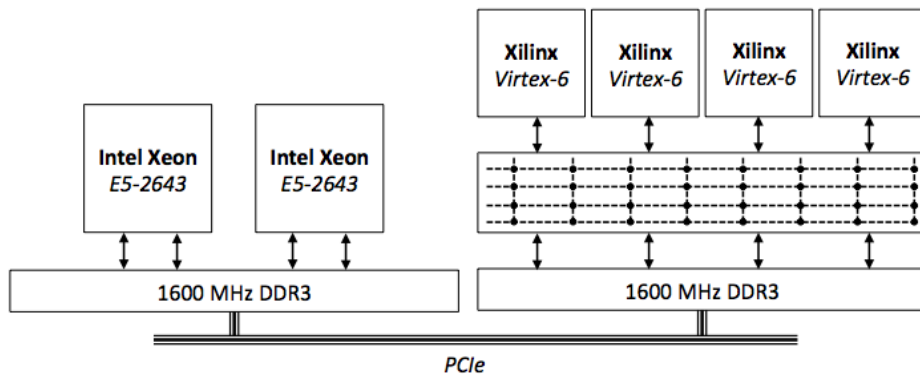 Xilinx
Virtex-6
Xilinx
Virtex-6
Xilinx
Virtex-6
Xilinx
Virtex-6
Intel Xeon
E5-2643
Intel Xeon
E5-2643
1600 MHz DDR3
1600 MHz DDR3
PCIe